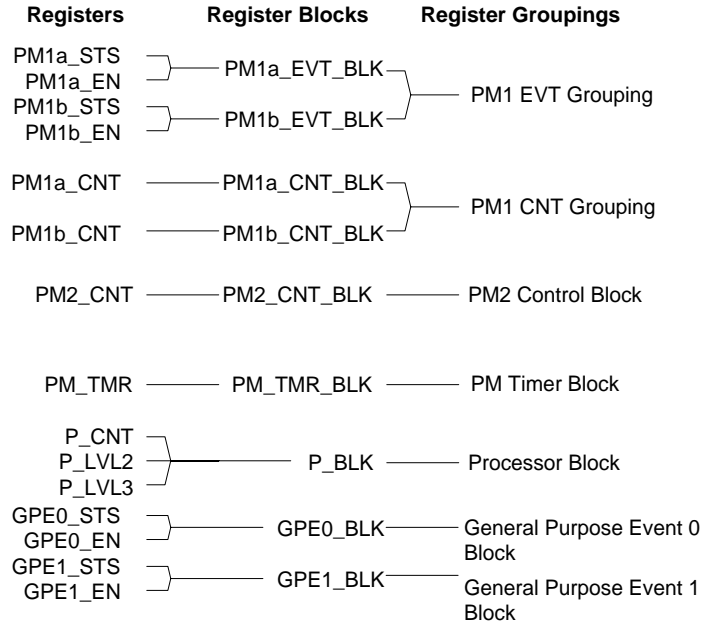 Registers Register Blocks Register Groupings
PM1a_STS
PM1a_EN
PM1a_EVT_BLK
PM1b_STS
PM1b_EN
PM1b_EVT_BLK
PM1 EVT Grouping
PM1a_CNT PM1a_CNT_BLK
PM1b_CNT PM1b_CNT_BLK
PM1 CNT Grouping
PM2_CNT PM2_CNT_BLK PM2 Control Block
PM_TMR PM_TMR_BLK PM Timer Block
P_CNT
P_LVL2
P_LVL3
P_BLK Processor Block
GPE0_STS
GPE0_EN
GPE0_BLK
General Purpose Event 0
Block
GPE1_STS
GPE1_EN
GPE1_BLK
General Purpose Event 1
Block